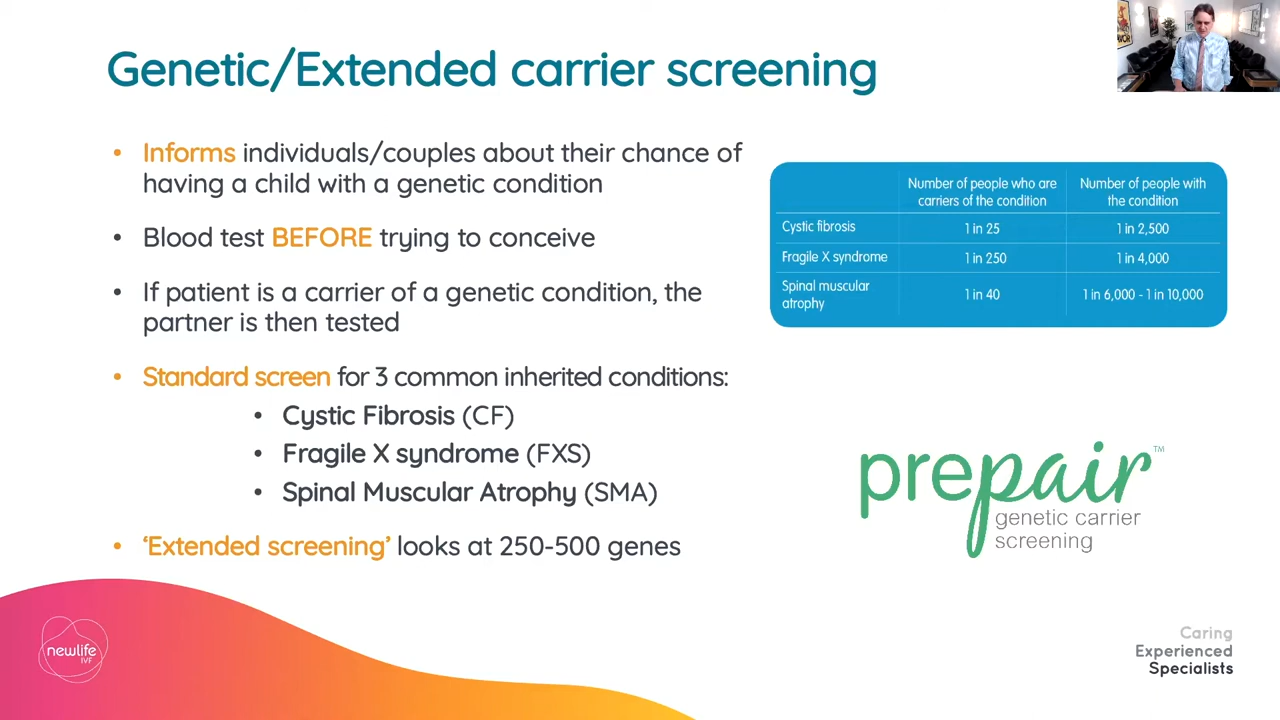 Genetic/Extended carrier screening
• Informs individuals/couples about their chance of
having a child with a genetic condition
• Blood test BEFORE trying to conceive
• If patient is a carrier of a genetic condition, the
partner is then tested
• Standard screen for 3 common inherited conditions:
• Cystic Fibrosis (CF)
• Fragile X syndrome (FXS)
• Spinal Muscular Atrophy (SMA)
• ‘Extended screening’ looks at 250-500 genes
Number of people who are
carriers of the condition
Number of people with
the condition
Cystic fibrosis 1 in 25 1 in 2,500
Fragile X syndrome 1 in 250 1 in 4,000
Spinal muscular
atrophy 1 in 40 1 in 6,000 - 1 in 10,000
prepair™
genetic carrier
screening
newlife
IVF
Caring
Experienced
Specialists